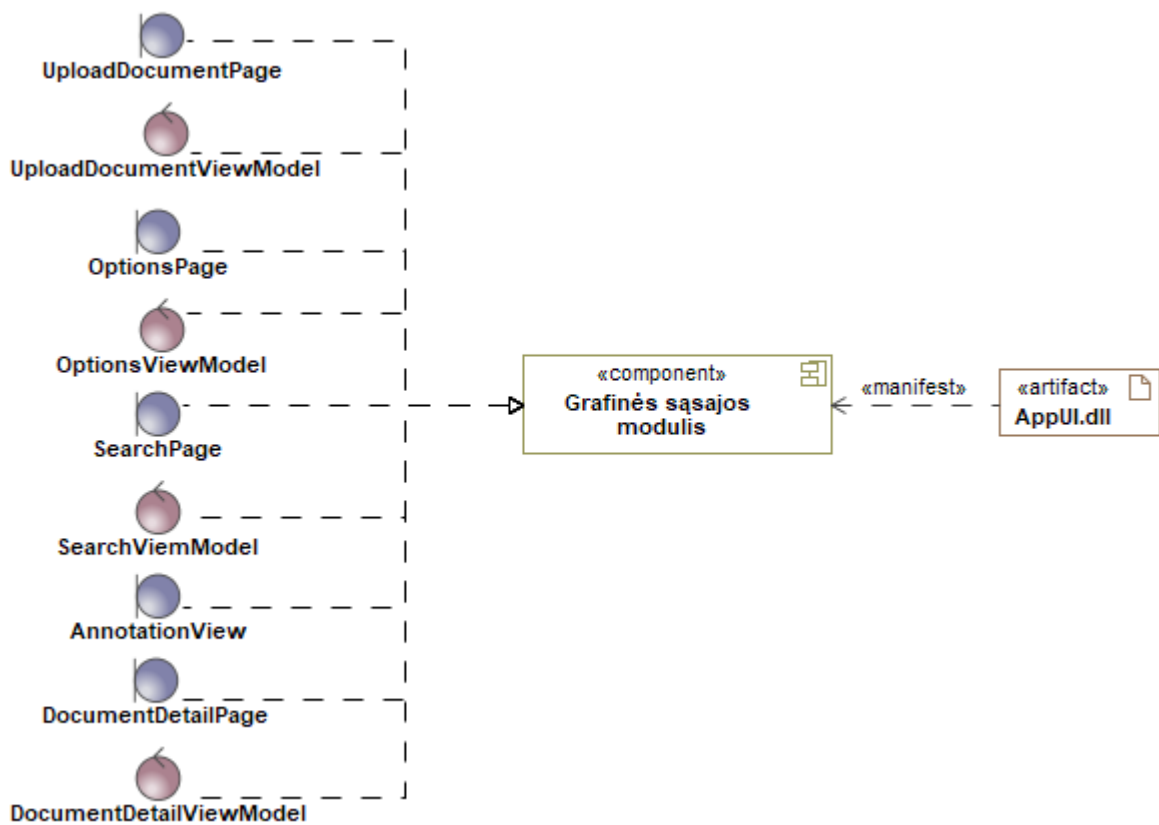 UploadDocumentPage
UploadDocumentViewModel
OptionsPage
OptionsViewModel
SearchPage
SearchViemModel
AnnotationView
DocumentDetailPage
DocumentDetailViewModel
«component»
Grafinės sąsajos
modulis
«manifest»
«artifact»
AppUI.dll